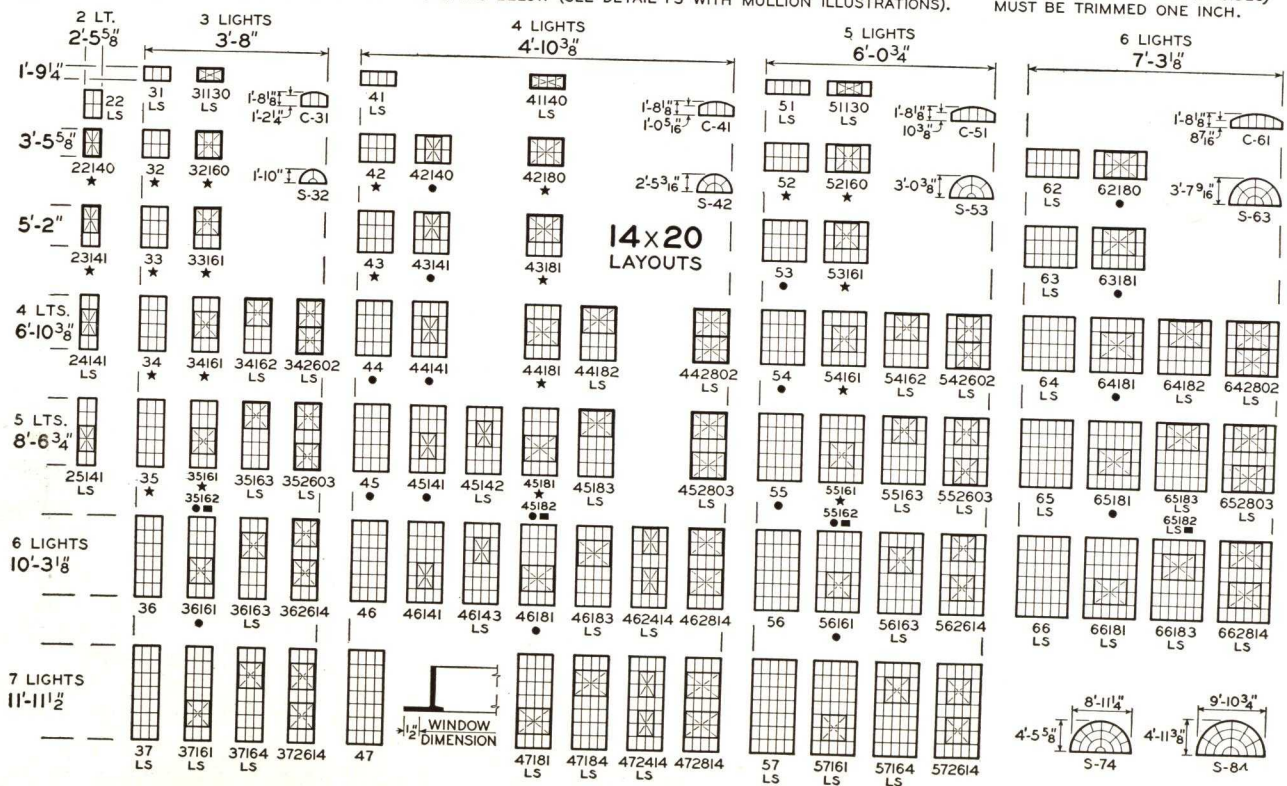 BELOW (SEE DETAIL F3 WITH MULLION ILLUSTRATIONS). MUST BE TRIMMED ONE INCH.
2 LT. 3 LIGHTS 4 LIGHTS 5 LIGHTS 6 LIGHTS
2'-5⅝" 3'-8" 4'-10⅜" 6'-0¾" 7'-3⅛"
1'-9¼"
31 LS 31130 LS 41 LS 41140 LS 51 LS 51130 LS
22 LS
1'-8⅛" 1'-2¼" C-31
1'-8⅛" 1'-0 5/16" C-41
1'-8⅛" 10⅜" C-51
1'-8⅛" 8 7/16" C-61
3'-5⅝"
22140 ★ 32 ★ 32160 ★ 42 ★ 42140 ● 42180 ★ 52 ★ 52160 ★ 62 LS 62180 ●
1'-10" S-32
2'-5 3/16" S-42
3'-0⅜" S-53
3'-7 9/16" S-63
5'-2"
14x20
LAYOUTS
23141 ★ 33 ★ 33161 ★ 43 ★ 43141 ● 43181 ★ 53 ● 53161 ★ 63 LS 63181 ●
4 LTS.
6'-10⅜"
24141 LS 34 ★ 34161 ★ 34162 LS 342602 LS 44 ● 44141 ● 44181 ★ 44182 LS 442802 LS 54 ● 54161 ★ 54162 LS 542602 LS 64 LS 64181 ● 64182 LS 642802 LS
5 LTS.
8'-6¾"
25141 LS 35 ★ 35161 ★ 35163 LS 352603 LS 45 ● 45141 ● 45142 LS 45181 ★ 45183 LS 452803 LS 55 ● 55161 ★ 55163 LS 552603 LS 65 LS 65181 ● 65183 LS 652803 LS
35162 ●■ 45182 ●■ 55162 ●■ 65182 LS■
6 LIGHTS
10'-3⅛"
36 36161 ● 36163 LS 362614 46 46141 46143 LS 46181 ● 46183 LS 462414 LS 462814 56 56161 ● 56163 LS 562614 66 LS 66181 LS 66183 LS 662814 LS
7 LIGHTS
11'-11½"
½" WINDOW
DIMENSION
37 LS 37161 LS 37164 LS 372614 47 47181 LS 47184 LS 472414 LS 472814 57 LS 57161 LS 57164 LS 572614
8'-11¼" 4'-5⅝" S-74
9'-10¾" 4'-11⅜" S-84